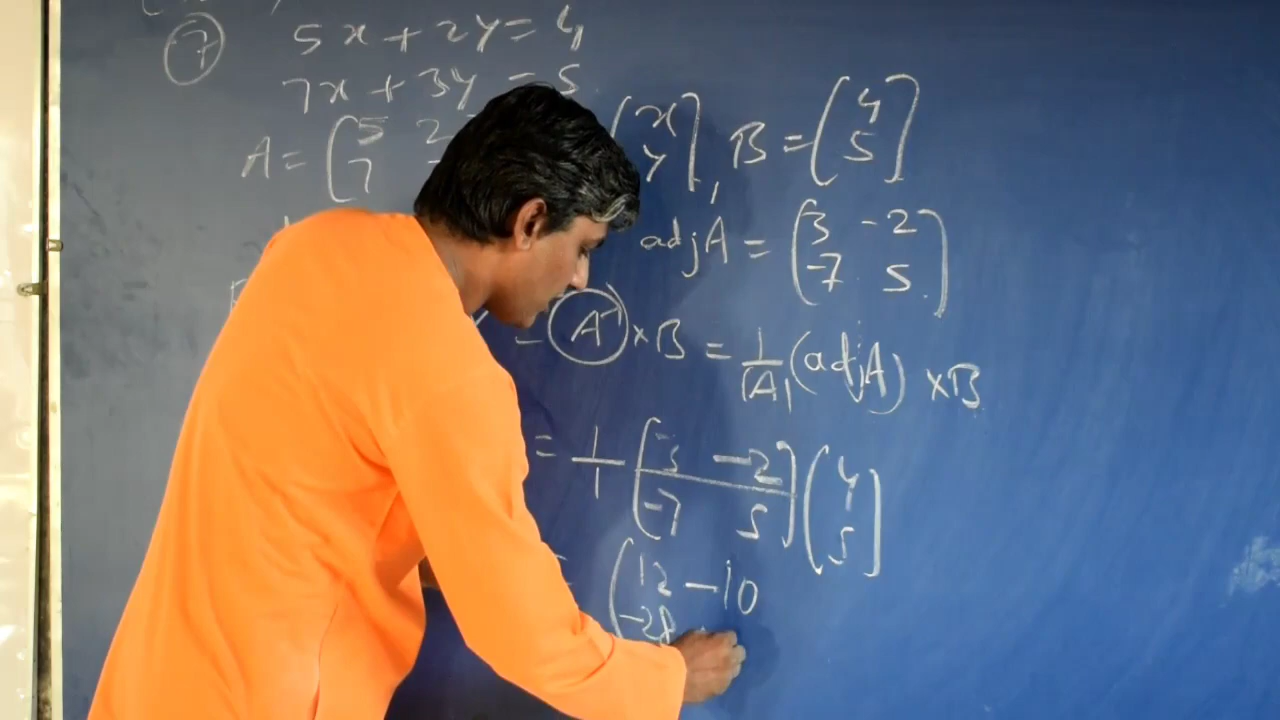 7
5x + 2y = 4
7x + 3y = 5
A = [5 2
7
[x
y],
B = [4
5]
adjA = [3 -2
-7 5]
= A⁻¹ × B = 1/|A| (adjA) × B
= 1/1 [3 -2
-7 5] [4
5]
= [12 - 10
-28